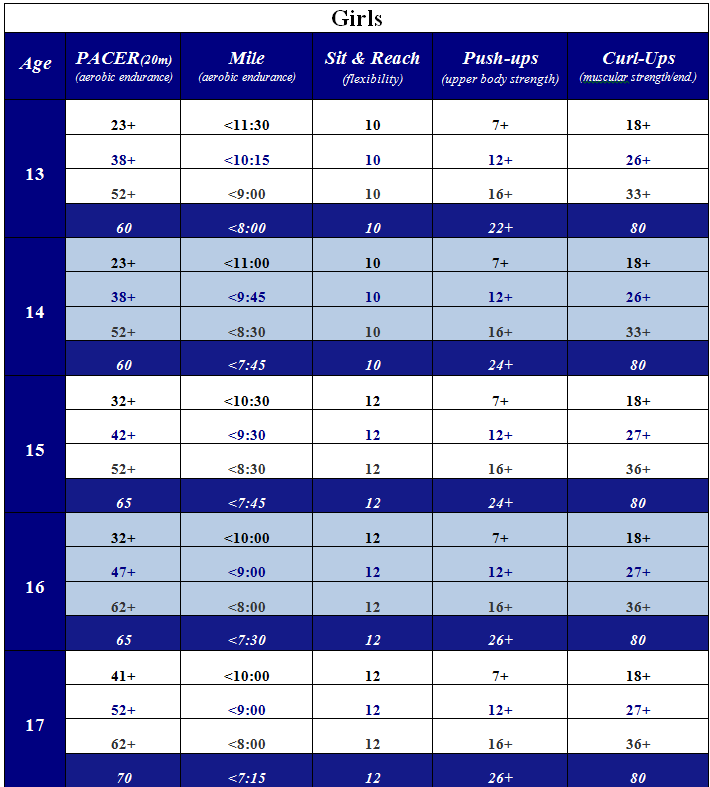 Girls
Age PACER(20m) Mile Sit & Reach Push-ups Curl-Ups
(aerobic endurance) (aerobic endurance) (flexibility) (upper body strength) (muscular strength/end.)
23+ <11:30 10 7+ 18+
38+ <10:15 10 12+ 26+
13
52+ <9:00 10 16+ 33+
60 <8:00 10 22+ 80
23+ <11:00 10 7+ 18+
38+ <9:45 10 12+ 26+
14
52+ <8:30 10 16+ 33+
60 <7:45 10 24+ 80
32+ <10:30 12 7+ 18+
42+ <9:30 12 12+ 27+
15
52+ <8:30 12 16+ 36+
65 <7:45 12 24+ 80
32+ <10:00 12 7+ 18+
47+ <9:00 12 12+ 27+
16
62+ <8:00 12 16+ 36+
65 <7:30 12 26+ 80
41+ <10:00 12 7+ 18+
52+ <9:00 12 12+ 27+
17
62+ <8:00 12 16+ 36+
70 <7:15 12 26+ 80